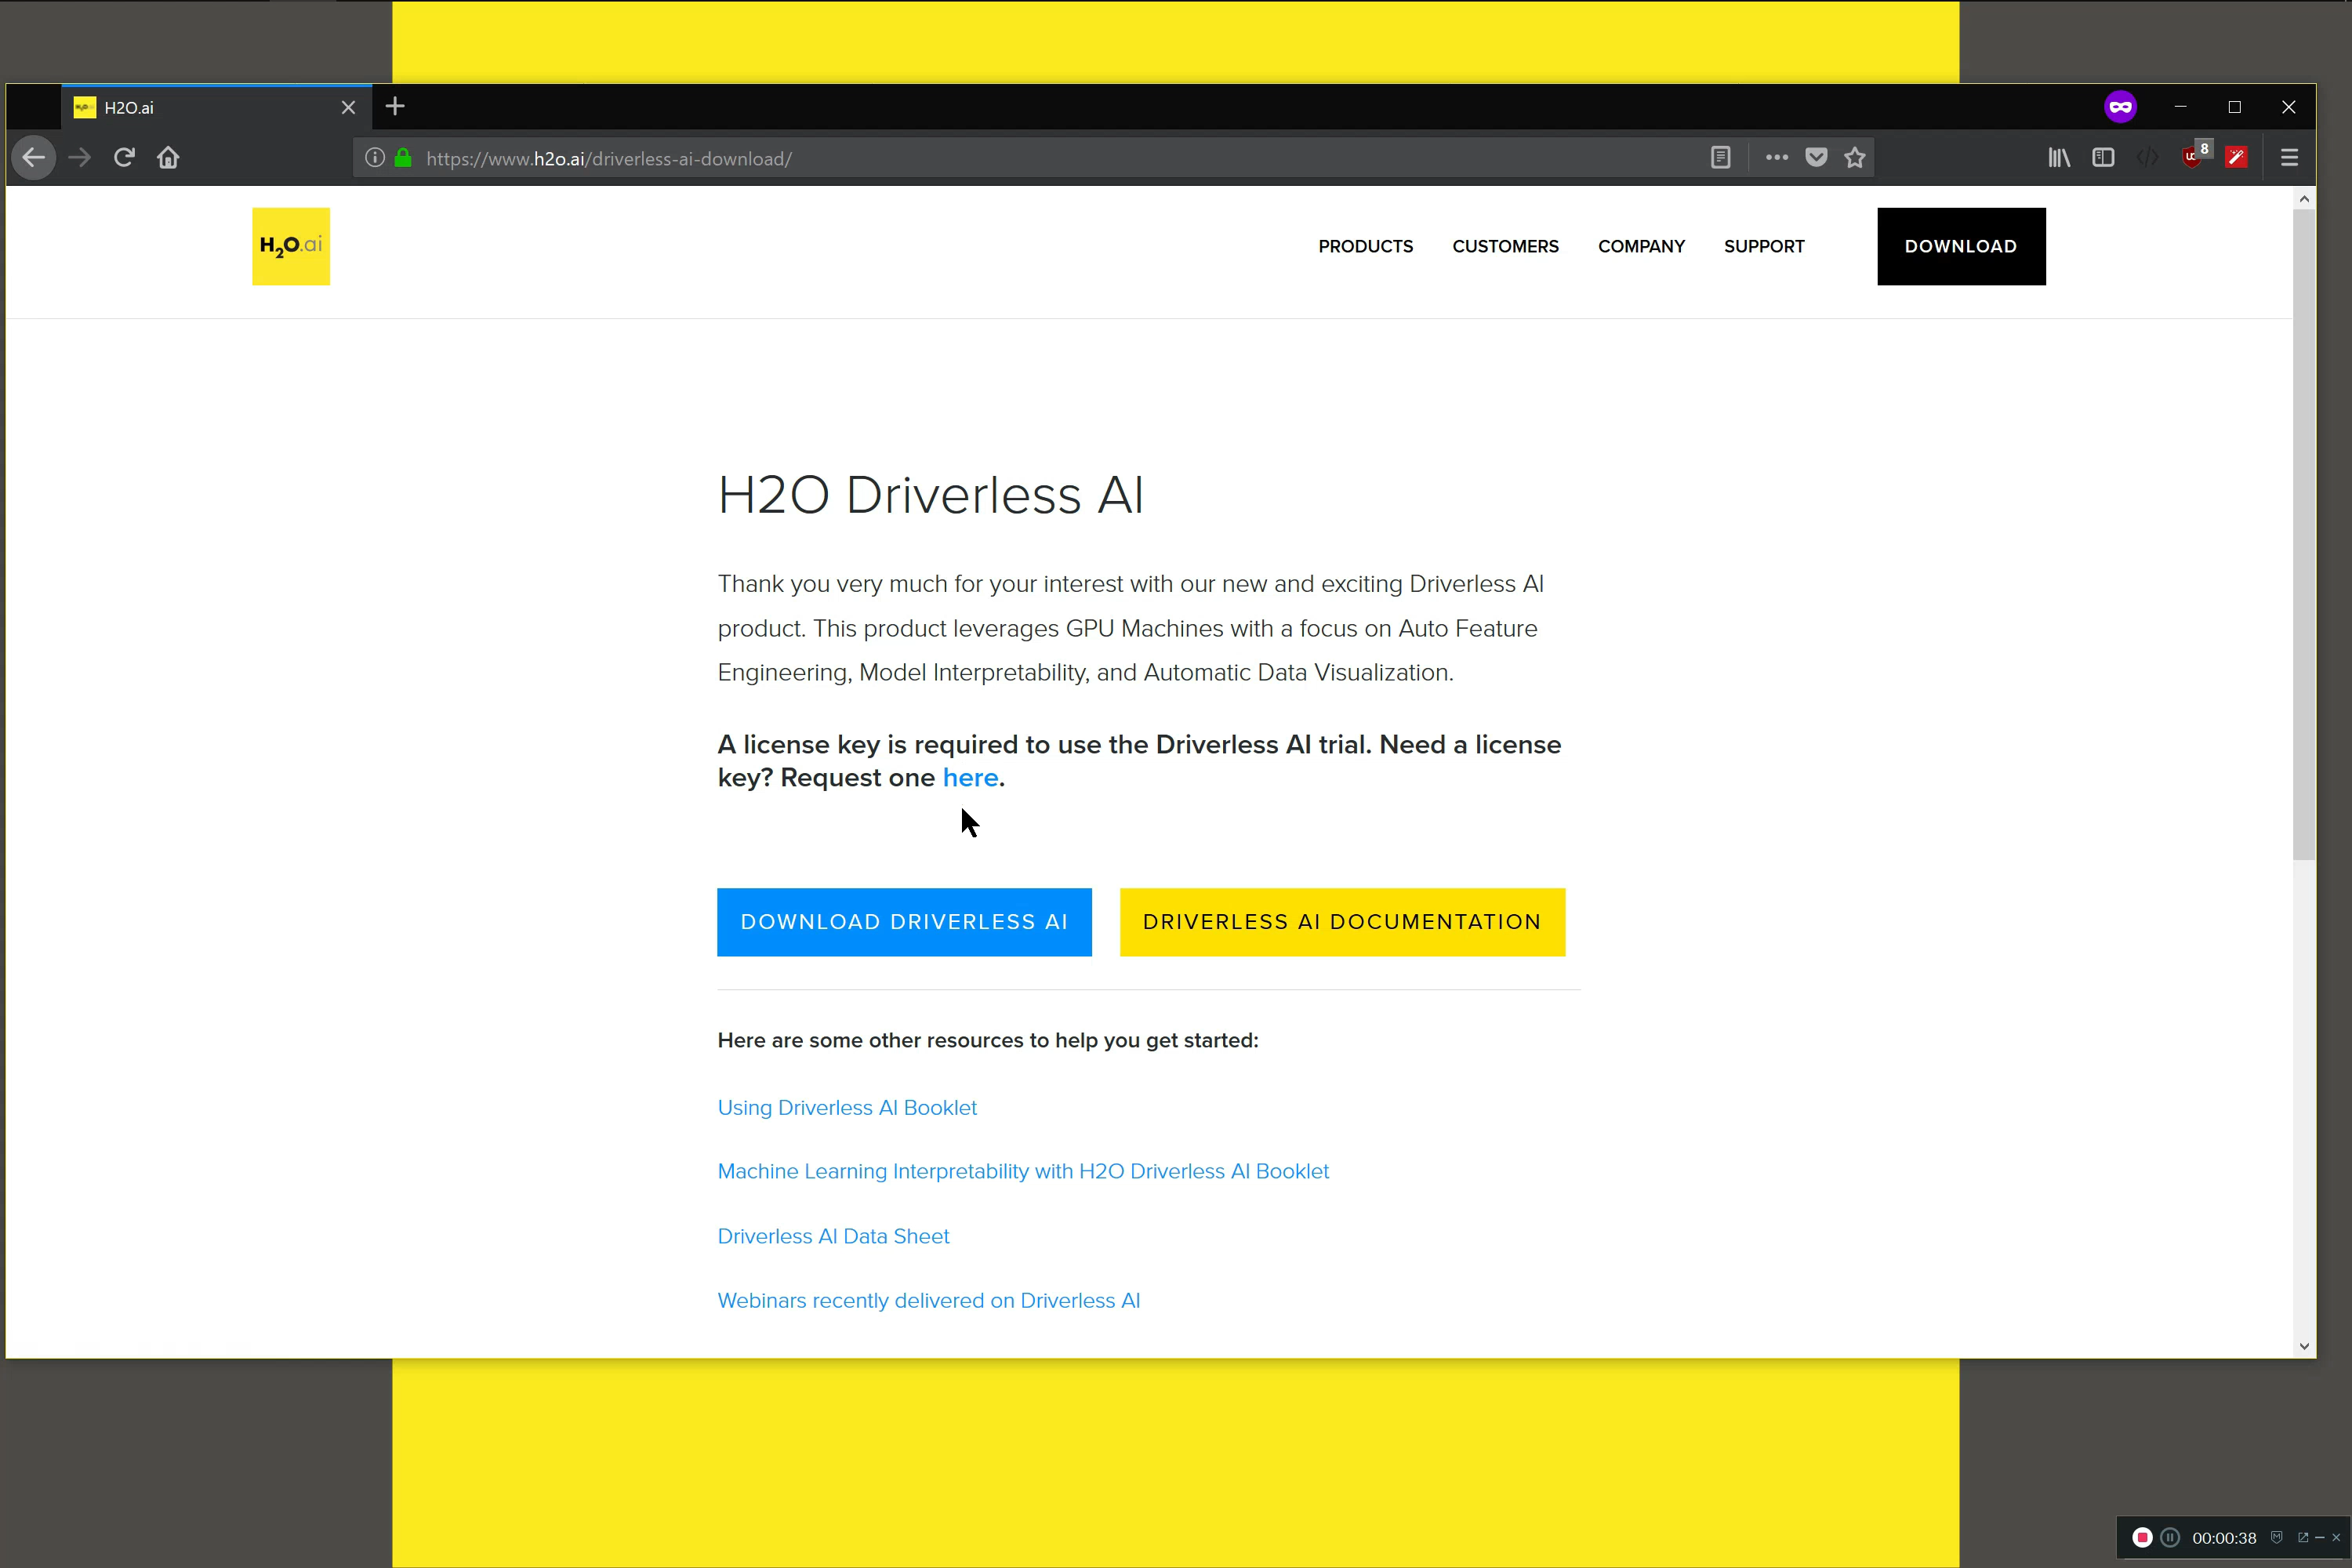 H2O.ai
https://www.h2o.ai/driverless-ai-download/
8
H2O.ai
PRODUCTS CUSTOMERS COMPANY SUPPORT DOWNLOAD
H2O Driverless AI
Thank you very much for your interest with our new and exciting Driverless AI
product. This product leverages GPU Machines with a focus on Auto Feature
Engineering, Model Interpretability, and Automatic Data Visualization.
A license key is required to use the Driverless AI trial. Need a license
key? Request one here.
DOWNLOAD DRIVERLESS AI DRIVERLESS AI DOCUMENTATION
Here are some other resources to help you get started:
Using Driverless AI Booklet
Machine Learning Interpretability with H2O Driverless AI Booklet
Driverless AI Data Sheet
Webinars recently delivered on Driverless AI
00:00:38